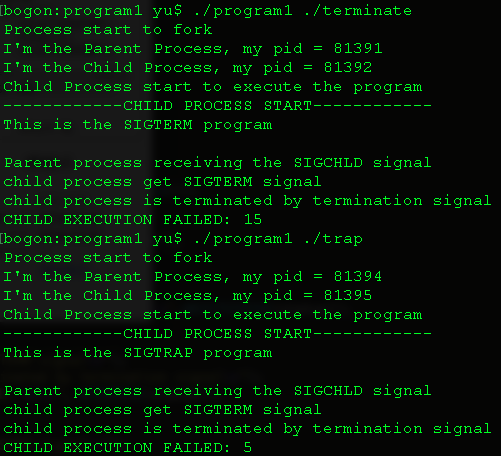 [bogon:program1 yu$ ./program1 ./terminate
Process start to fork
I'm the Parent Process, my pid = 81391
I'm the Child Process, my pid = 81392
Child Process start to execute the program
------------CHILD PROCESS START------------
This is the SIGTERM program
Parent process receiving the SIGCHLD signal
child process get SIGTERM signal
child process is terminated by termination signal
CHILD EXECUTION FAILED: 15
[bogon:program1 yu$ ./program1 ./trap
Process start to fork
I'm the Parent Process, my pid = 81394
I'm the Child Process, my pid = 81395
Child Process start to execute the program
------------CHILD PROCESS START------------
This is the SIGTRAP program
Parent process receiving the SIGCHLD signal
child process get SIGTERM signal
child process is terminated by termination signal
CHILD EXECUTION FAILED: 5